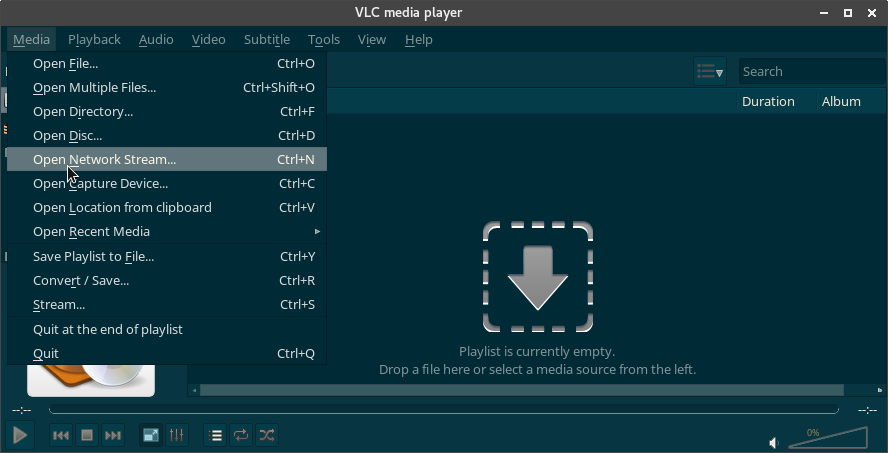 VLC media player
Media Playback Audio Video Subtitle Tools View Help
Open File... Ctrl+O
Open Multiple Files... Ctrl+Shift+O
Open Directory... Ctrl+F
Open Disc... Ctrl+D
Open Network Stream... Ctrl+N
Open Capture Device... Ctrl+C
Open Location from clipboard Ctrl+V
Open Recent Media
Save Playlist to File... Ctrl+Y
Convert / Save... Ctrl+R
Stream... Ctrl+S
Quit at the end of playlist
Quit Ctrl+Q
Search
Duration Album
Playlist is currently empty.
Drop a file here or select a media source from the left.
--:-- --:--
0%